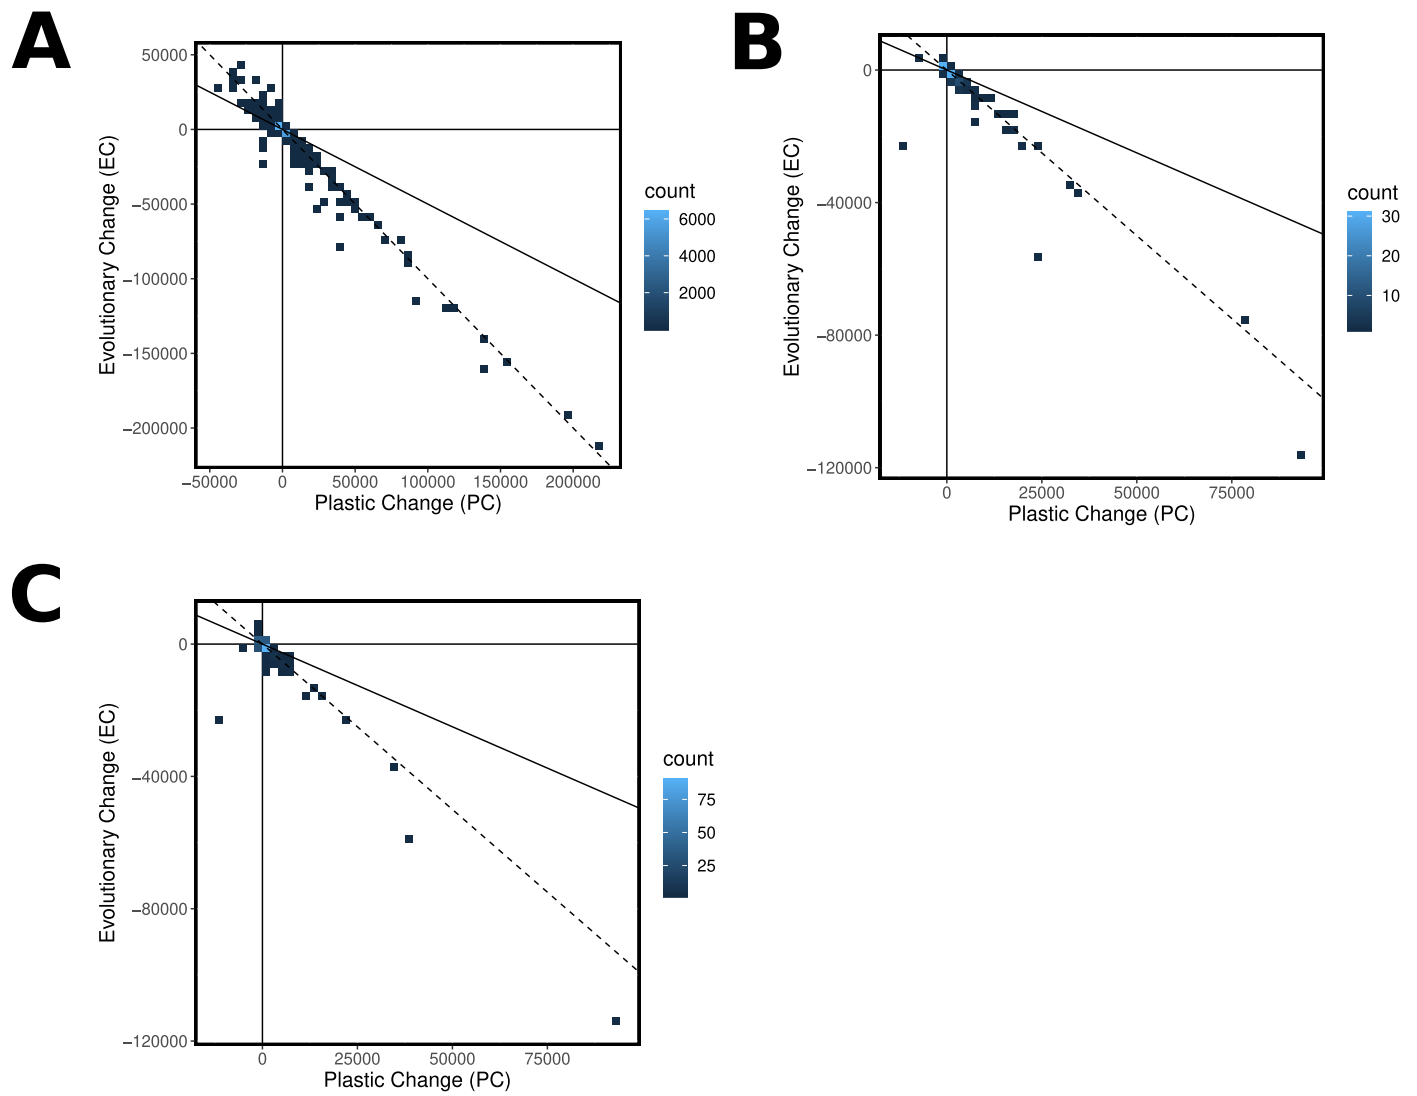 A
50000
0
−50000
−100000
−150000
−200000
Evolutionary Change (EC)
−50000 0 50000 100000 150000 200000
Plastic Change (PC)
count
6000
4000
2000
B
0
−40000
−80000
−120000
Evolutionary Change (EC)
0 25000 50000 75000
Plastic Change (PC)
count
30
20
10
C
0
−40000
−80000
−120000
Evolutionary Change (EC)
0 25000 50000 75000
Plastic Change (PC)
count
75
50
25